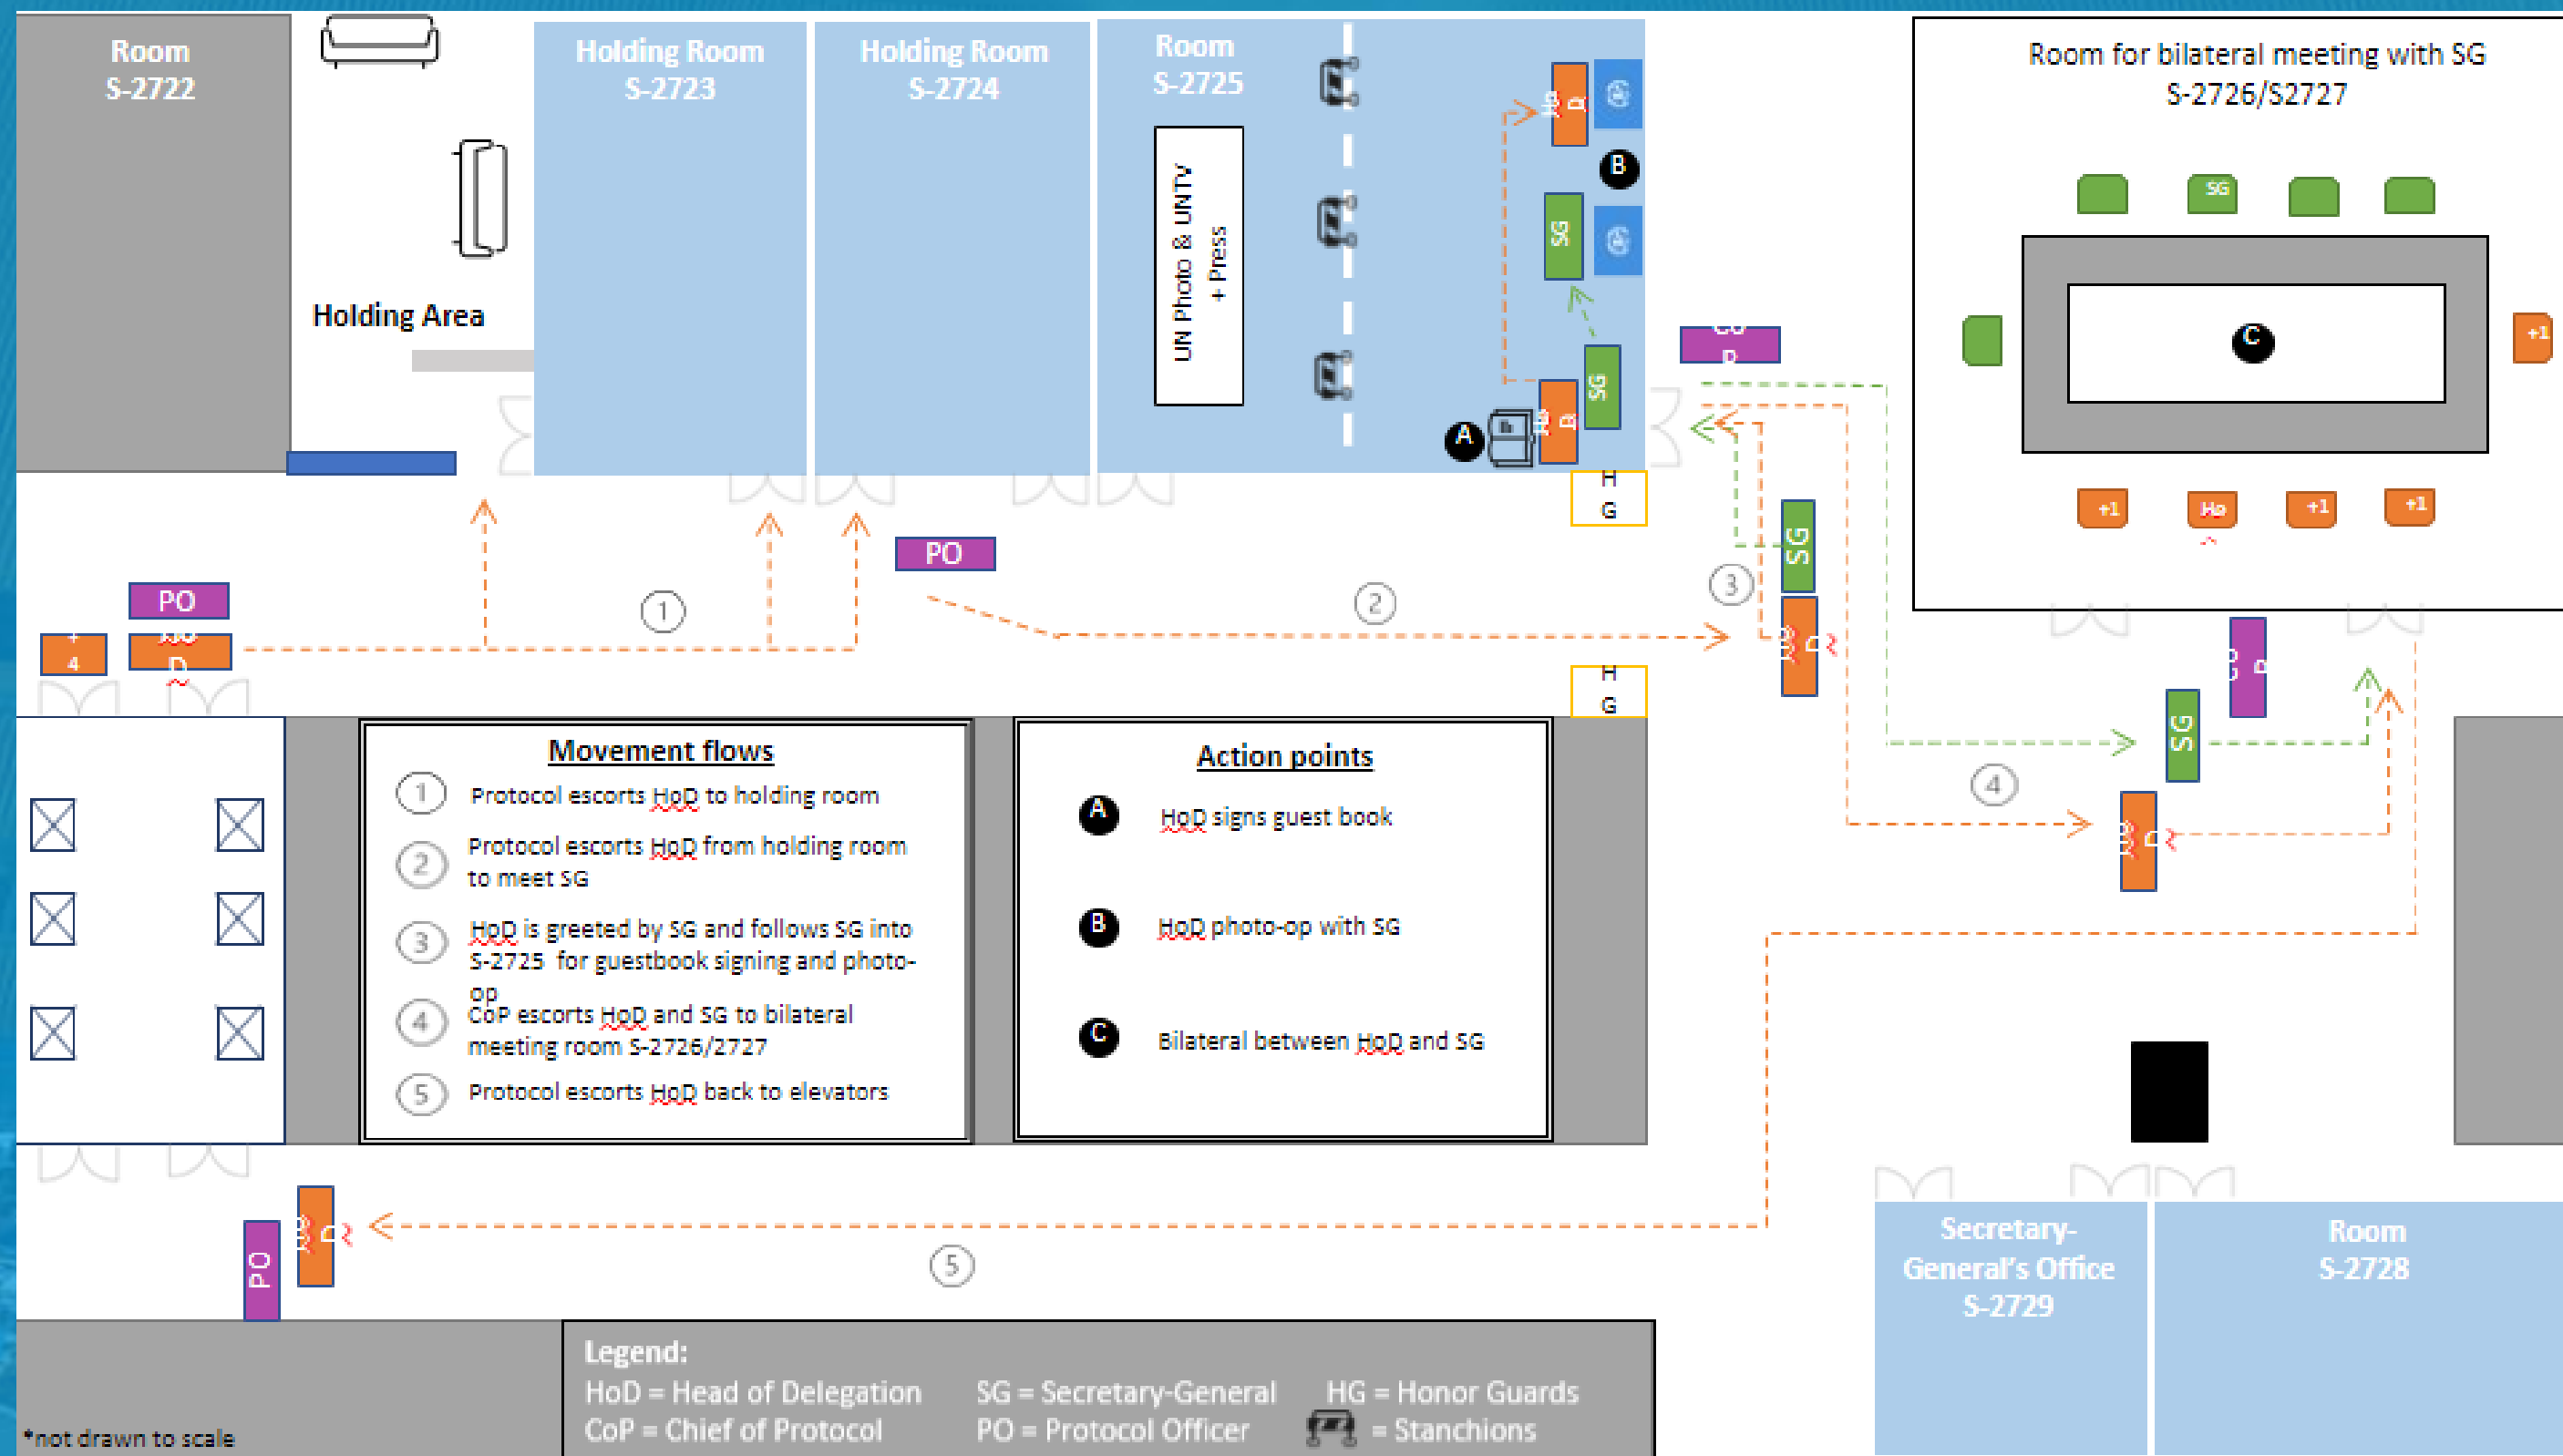 Room
S-2722
Holding Area
Holding Room
S-2723
Holding Room
S-2724
Room
S-2725
UN Photo & UNTV
+ Press
SG
SG
A
B
Room for bilateral meeting with SG
S-2726/S2727
SG
C
+1
+1
Ho
+1
+1
H
G
H
G
PO
PO
+
4
D
1
2
3
SG
SG
4
Movement flows
1 Protocol escorts HoD to holding room
2 Protocol escorts HoD from holding room
to meet SG
3 HoD is greeted by SG and follows SG into
S-2725 for guestbook signing and photo-
op
4 CoP escorts HoD and SG to bilateral
meeting room S-2726/2727
5 Protocol escorts HoD back to elevators
Action points
A HoD signs guest book
B HoD photo-op with SG
C Bilateral between HoD and SG
PO
5
Secretary-
General's Office
S-2729
Room
S-2728
Legend:
HoD = Head of Delegation SG = Secretary-General HG = Honor Guards
CoP = Chief of Protocol PO = Protocol Officer = Stanchions
*not drawn to scale